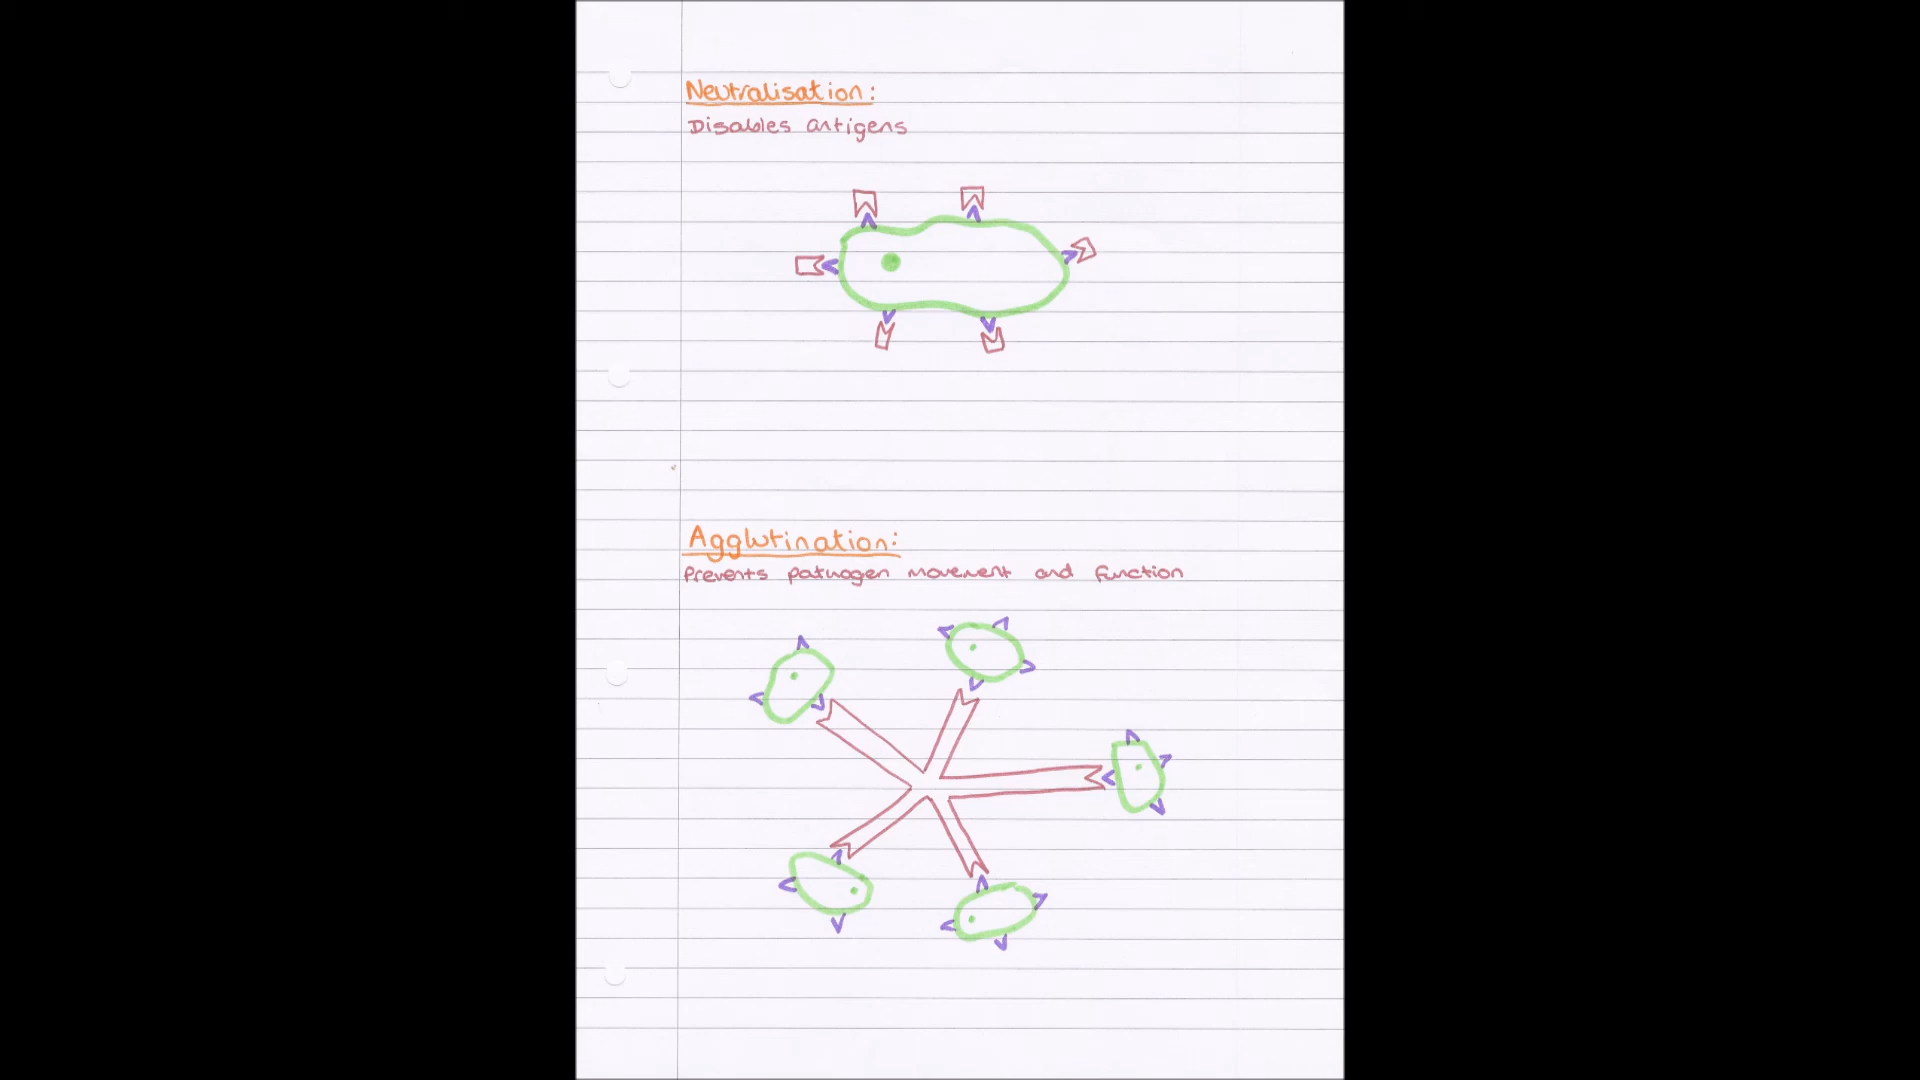 Neutralisation:
Disables antigens
Agglutination:
Prevents pathogen movement and function